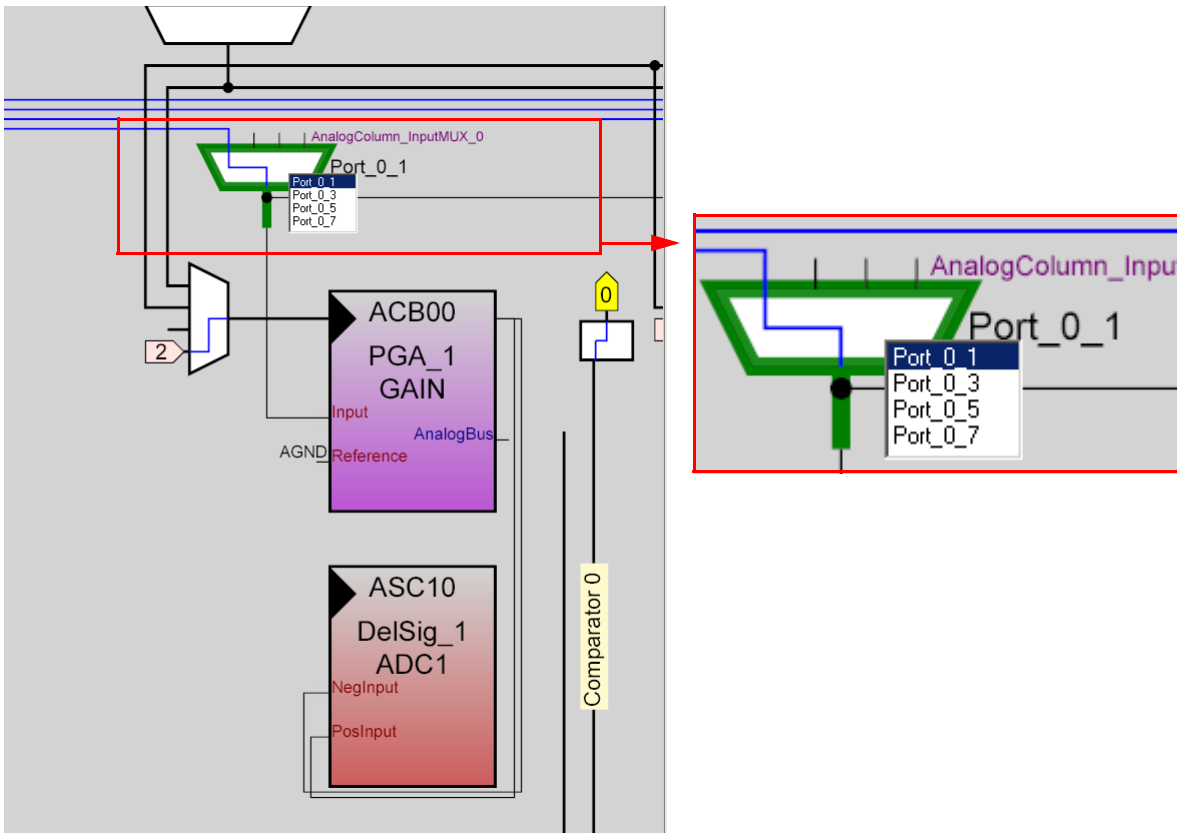 AnalogColumn_InputMUX_0
Port_0_1
Port_0_1
Port_0_3
Port_0_5
Port_0_7
2
ACB00
PGA_1
GAIN
Input
AnalogBus
AGND
Reference
0
Comparator 0
ASC10
DelSig_1
ADC1
NegInput
PosInput
AnalogColumn_Inpu
Port_0_1
Port_0_1
Port_0_3
Port_0_5
Port_0_7